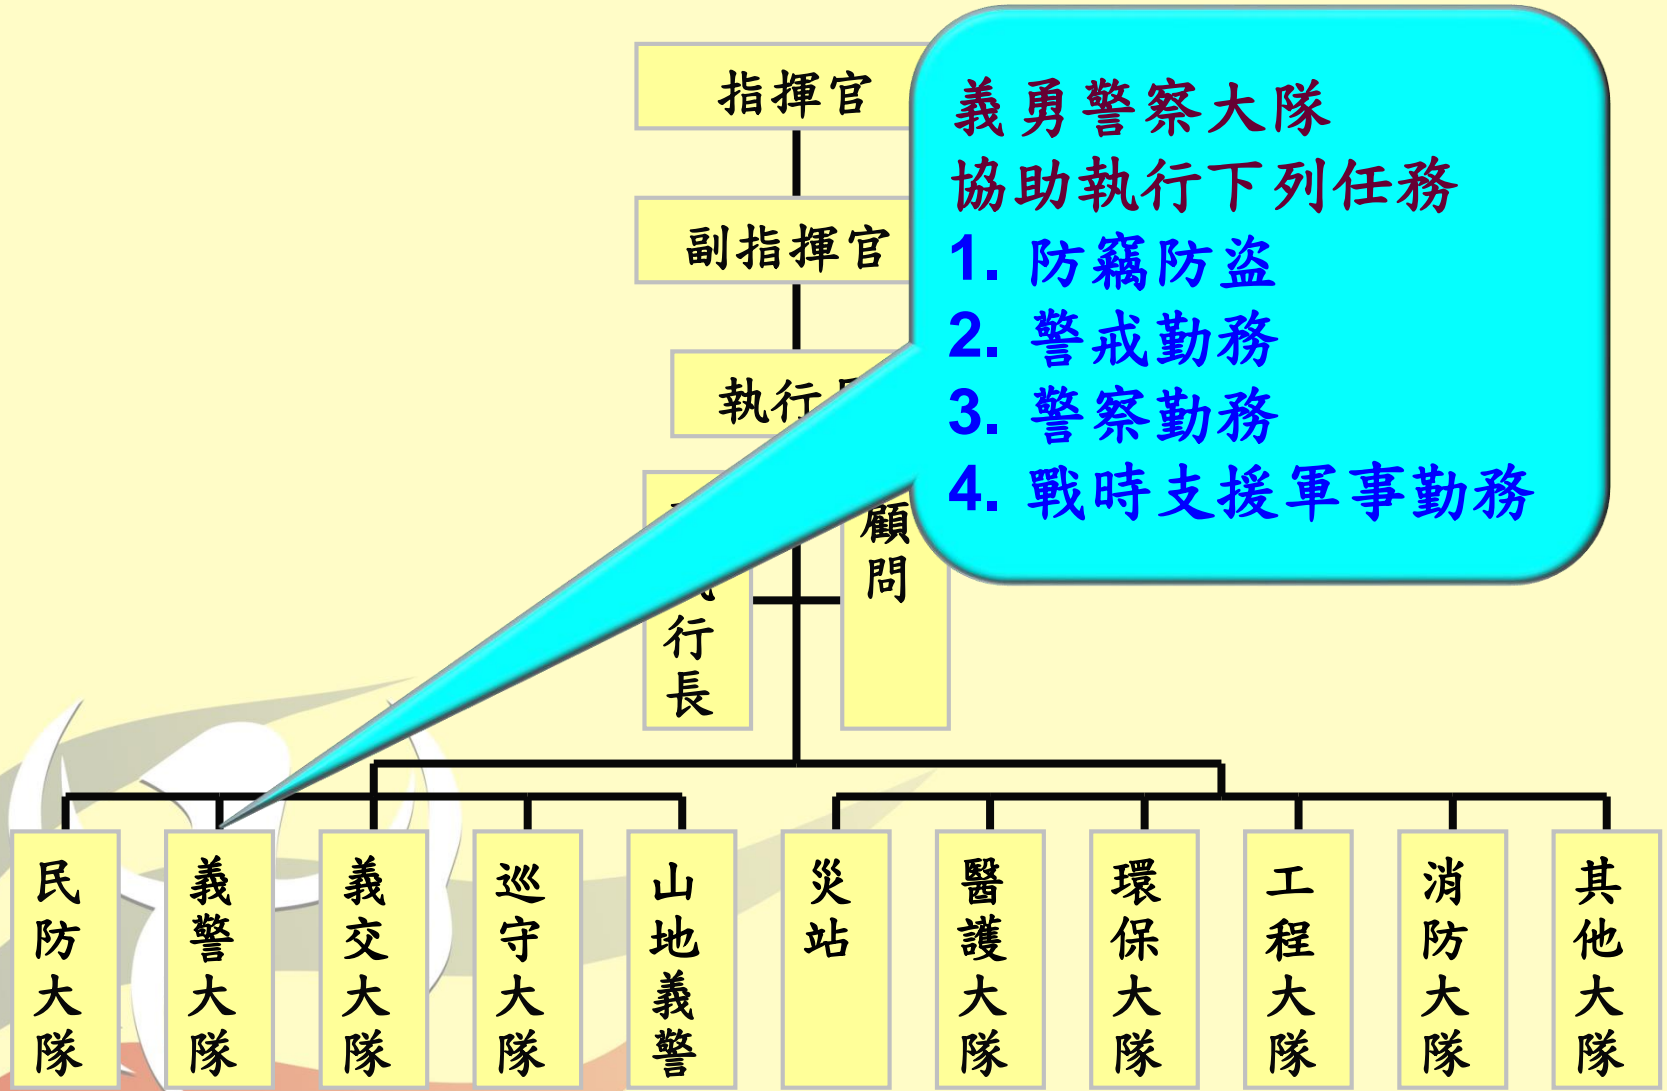 指揮官
副指揮官
執行
行長
顧問
義勇警察大隊
協助執行下列任務
1. 防竊防盜
2. 警戒勤務
3. 警察勤務
4. 戰時支援軍事勤務
民防大隊
義警大隊
義交大隊
巡守大隊
山地義警
災站
醫護大隊
環保大隊
工程大隊
消防大隊
其他大隊